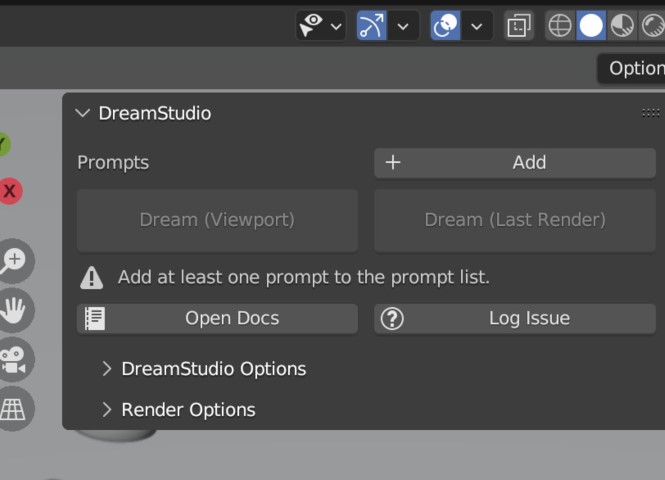 Option
DreamStudio
Y
Prompts
Add
X
Dream (Viewport)
Dream (Last Render)
Add at least one prompt to the prompt list.
Open Docs
Log Issue
DreamStudio Options
Render Options